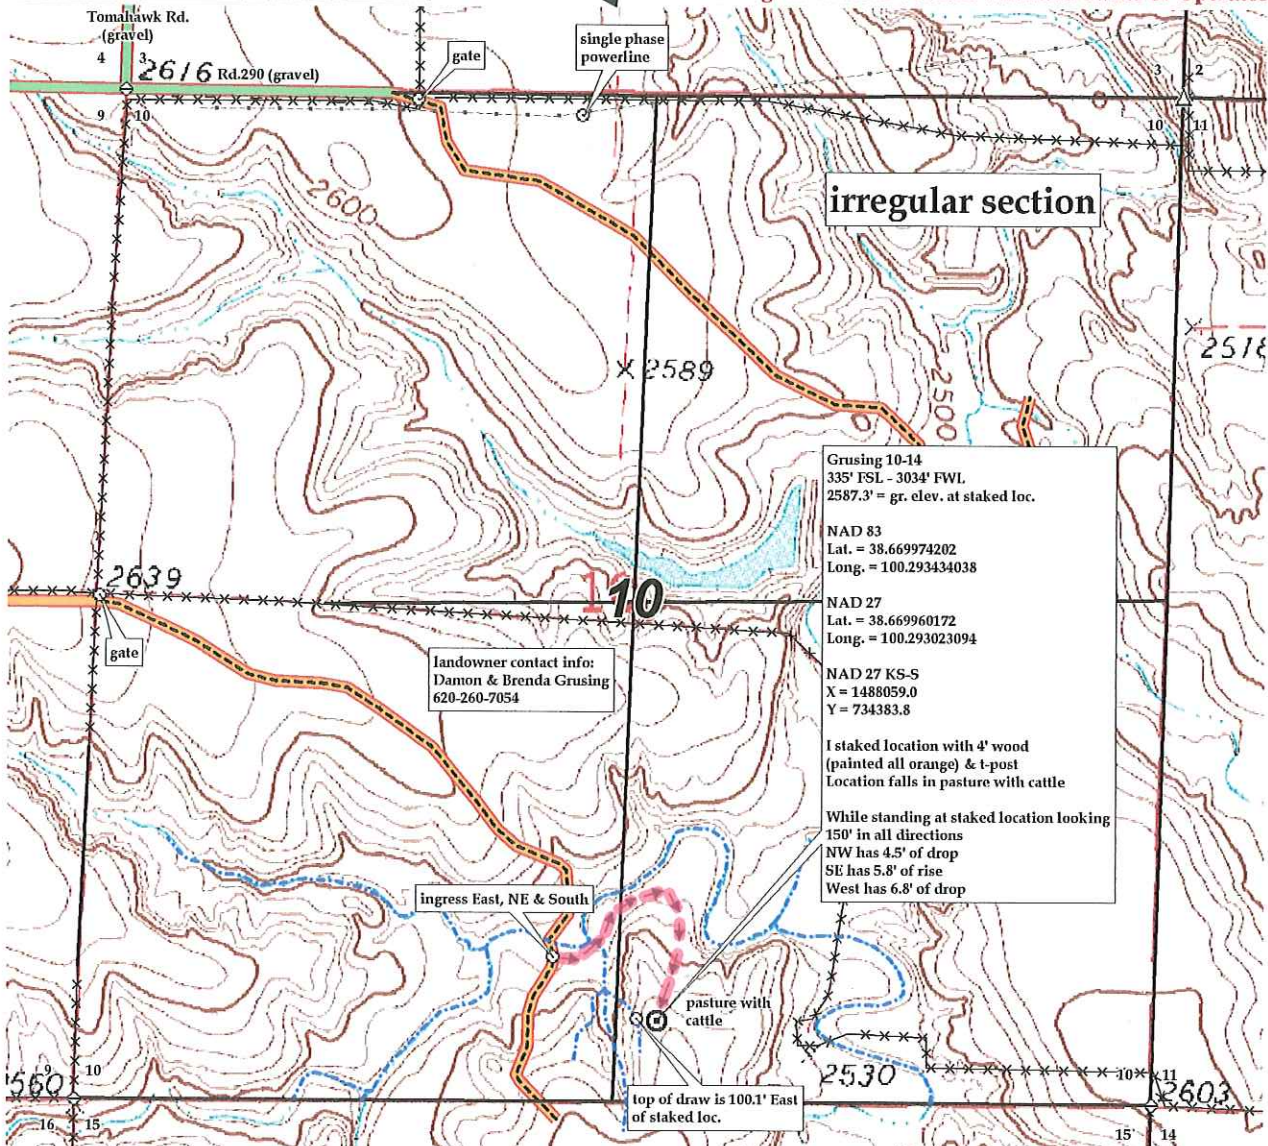 Tomahawk Rd.
(gravel)
4 3
2616 Rd.290 (gravel)
gate
single phase
powerline
3 2
9 10
10 11
2600
irregular section
2589
2518
2500
Grusing 10-14
335' FSL - 3034' FWL
2587.3' = gr. elev. at staked loc.
NAD 83
Lat. = 38.669974202
Long. = 100.293434038
NAD 27
Lat. = 38.669960172
Long. = 100.293023094
NAD 27 KS-S
X = 1488059.0
Y = 734383.8
I staked location with 4' wood
(painted all orange) & t-post
Location falls in pasture with cattle
While standing at staked location looking
150' in all directions
NW has 4.5' of drop
SE has 5.8' of rise
West has 6.8' of drop
2639
10
gate
landowner contact info:
Damon & Brenda Grusing
620-260-7054
ingress East, NE & South
pasture with
cattle
2530
top of draw is 100.1' East
of staked loc.
9 10
2560
16 15
10 11
2603
15 14